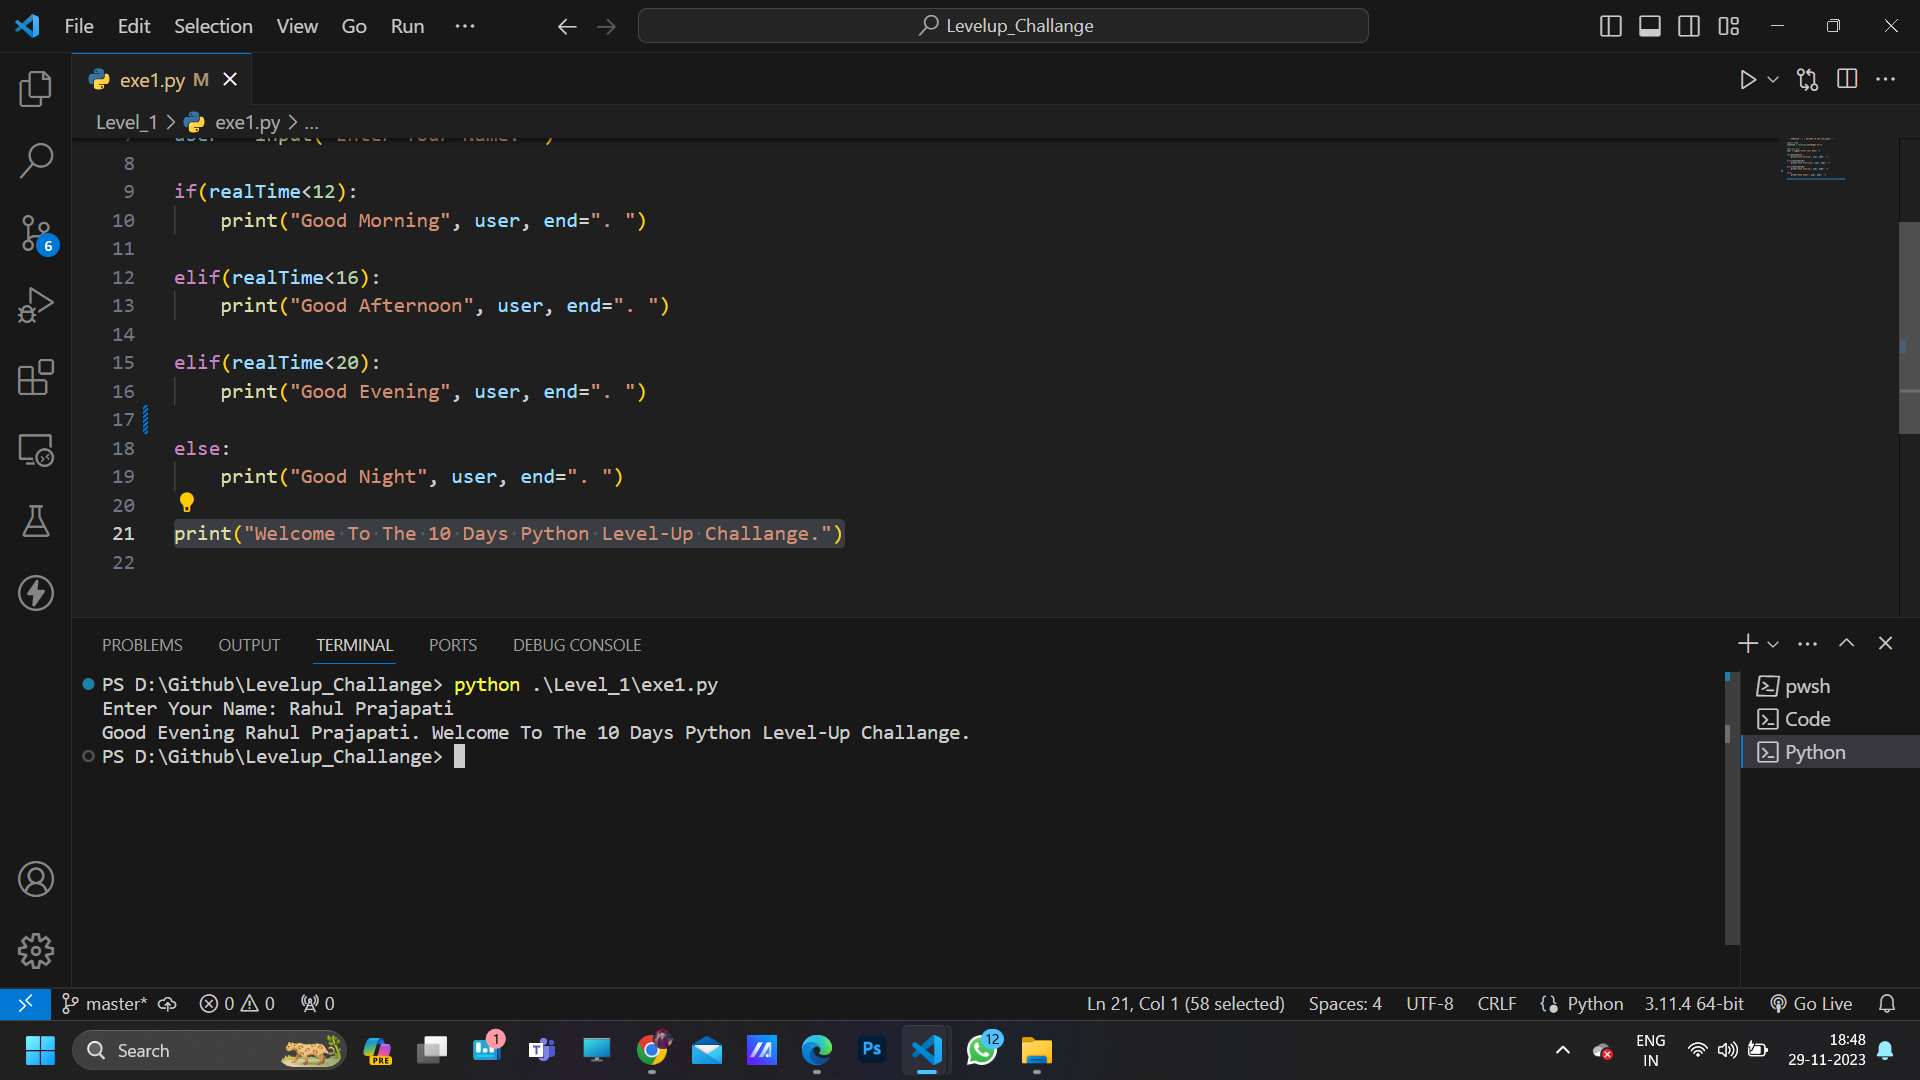 File Edit Selection View Go Run ... Levelup_Challange
exe1.py M
Level_1 > exe1.py > ...
8
9 if(realTime<12):
10 print("Good Morning", user, end=". ")
11
12 elif(realTime<16):
13 print("Good Afternoon", user, end=". ")
14
15 elif(realTime<20):
16 print("Good Evening", user, end=". ")
17
18 else:
19 print("Good Night", user, end=". ")
20
21 print("Welcome To The 10 Days Python Level-Up Challange.")
22
PROBLEMS OUTPUT TERMINAL PORTS DEBUG CONSOLE
PS D:\Github\Levelup_Challange> python .\Level_1\exe1.py
Enter Your Name: Rahul Prajapati
Good Evening Rahul Prajapati. Welcome To The 10 Days Python Level-Up Challange.
PS D:\Github\Levelup_Challange>
pwsh
Code
Python
6
master* 0 0 0 Ln 21, Col 1 (58 selected) Spaces: 4 UTF-8 CRLF {} Python 3.11.4 64-bit Go Live
Search PRE 1 Ps 12 ENG IN 18:48
29-11-2023